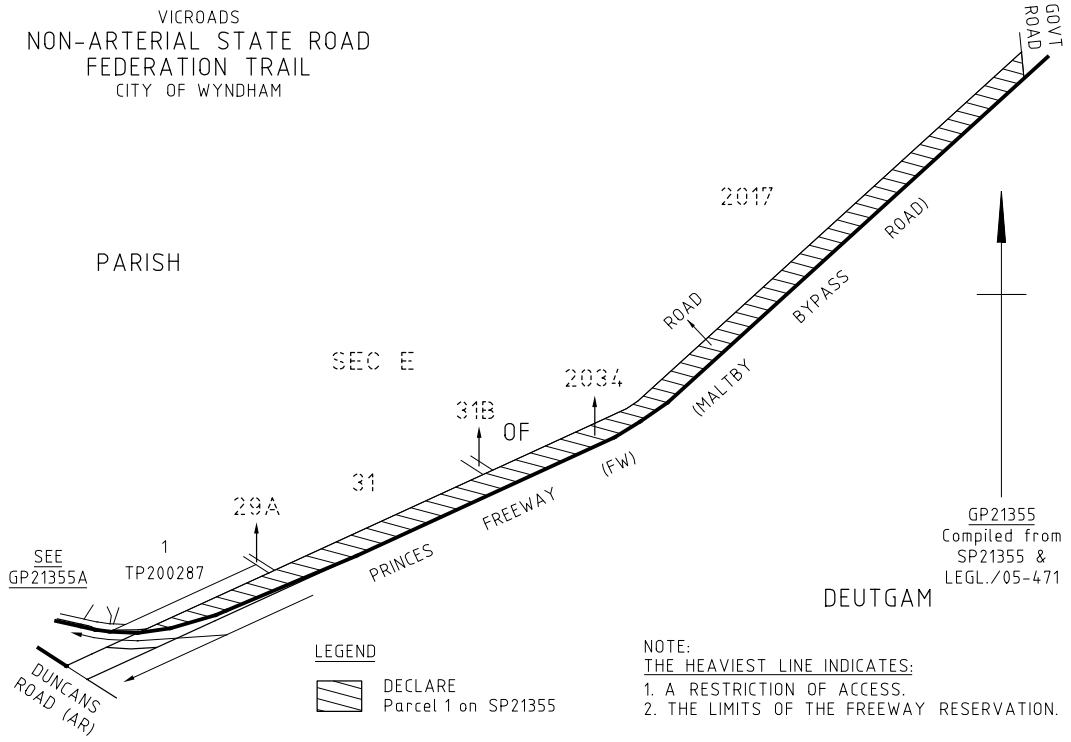 VICROADS
NON-ARTERIAL STATE ROAD
FEDERATION TRAIL
CITY OF WYNDHAM
GOVT
ROAD
2017
ROAD)
PARISH
BYPASS
ROAD
SEC E
2034
(MALTBY
31B
OF
(FW)
31
FREEWAY
29A
PRINCES
GP21355
Compiled from
SP21355 &
LEGL./05-471
1
TP200287
SEE
GP21355A
DEUTGAM
DUNCANS
ROAD (AR)
LEGEND
DECLARE
Parcel 1 on SP21355
NOTE:
THE HEAVIEST LINE INDICATES:
1. A RESTRICTION OF ACCESS.
2. THE LIMITS OF THE FREEWAY RESERVATION.